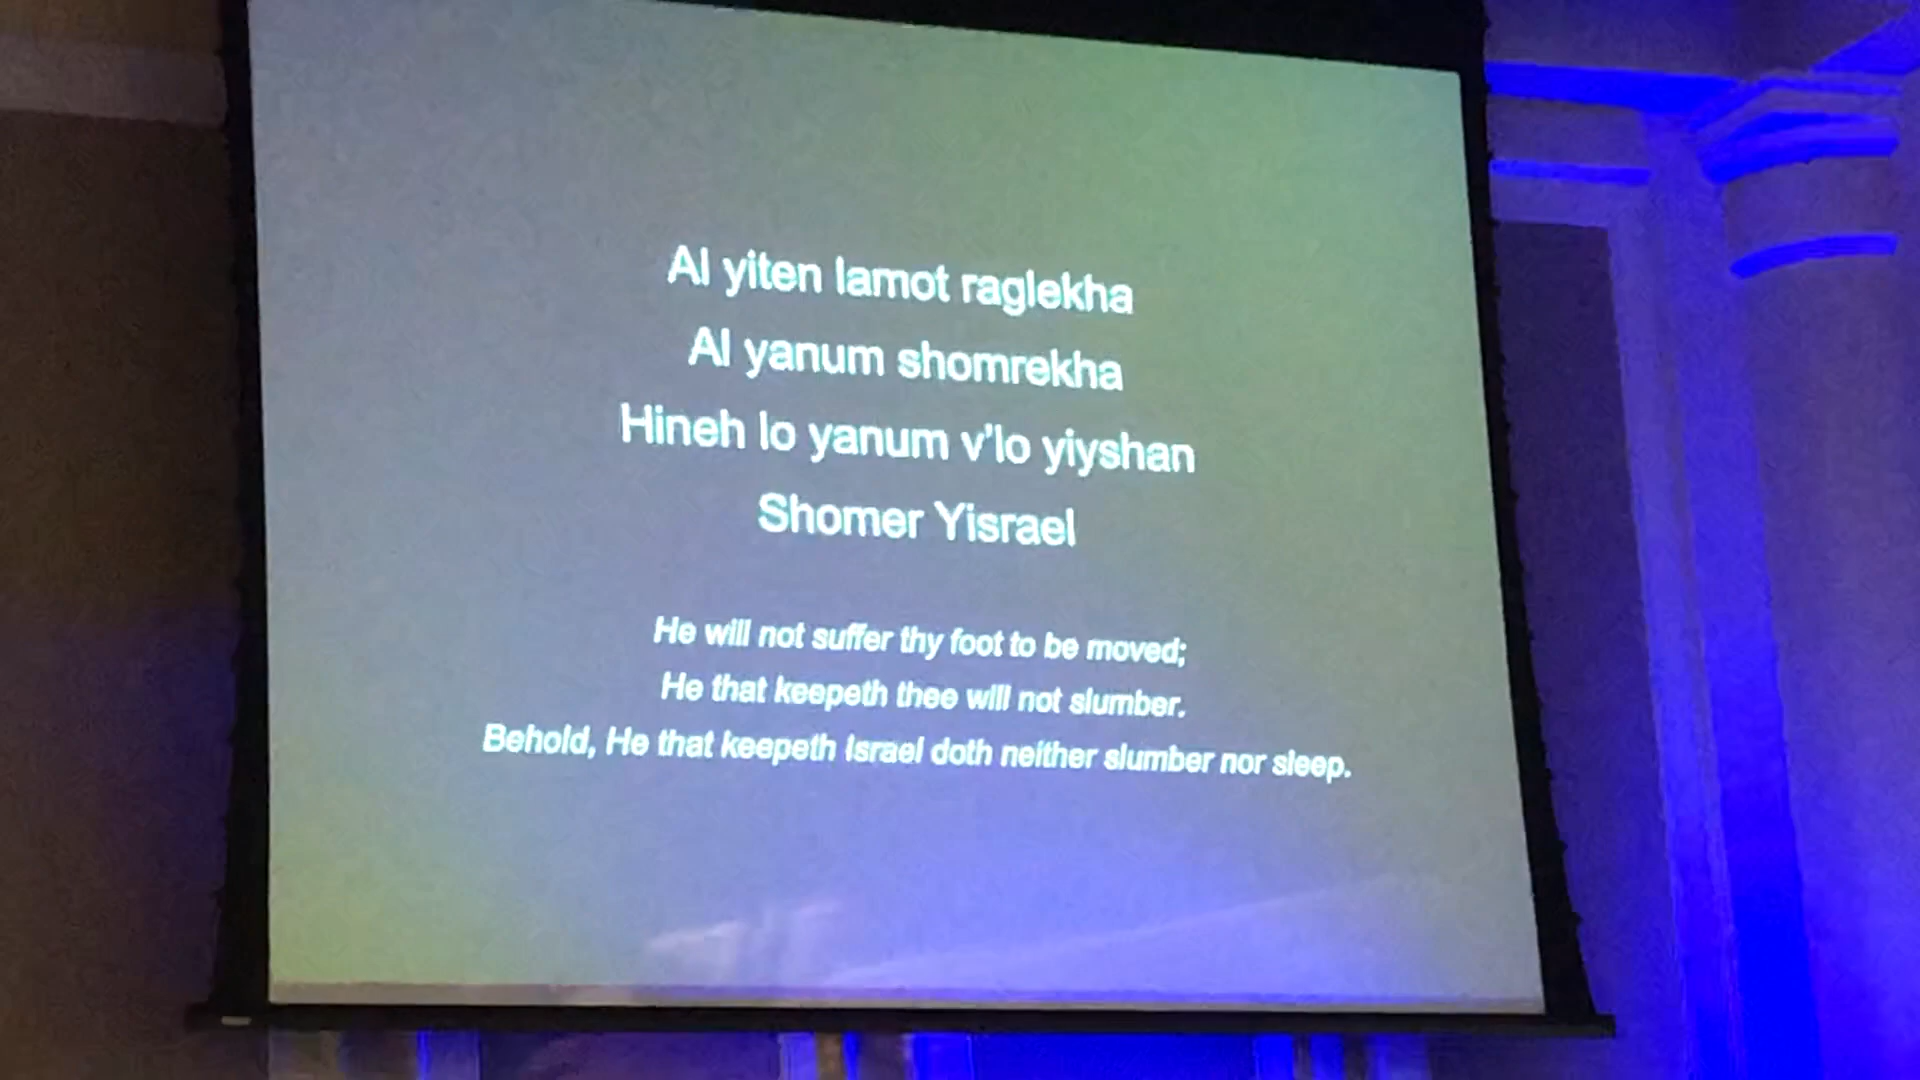 Al yiten lamot raglekha
Al yanum shomrekha
Hineh lo yanum v'lo yiyshan
Shomer Yisrael
He will not suffer thy foot to be moved;
He that keepeth thee will not slumber.
Behold, He that keepeth Israel doth neither slumber nor sleep.